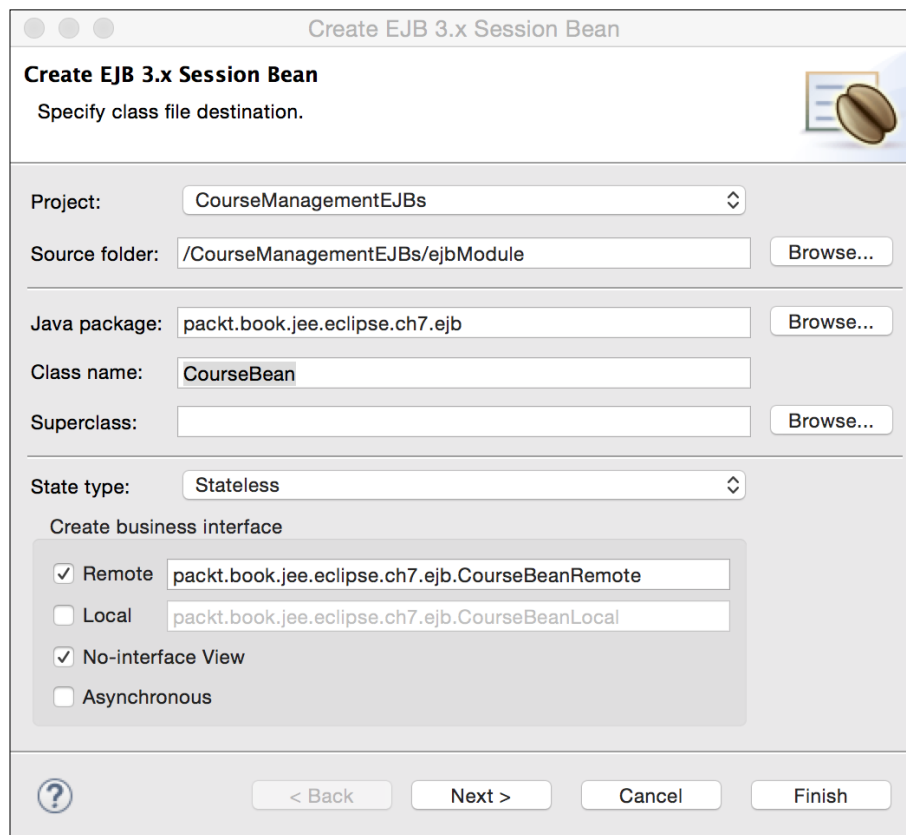 Create EJB 3.x Session Bean
Create EJB 3.x Session Bean
Specify class file destination.
Project: CourseManagementEJBs
Source folder: /CourseManagementEJBs/ejbModule Browse...
Java package: packt.book.jee.eclipse.ch7.ejb Browse...
Class name: CourseBean
Superclass: Browse...
State type: Stateless
Create business interface
Remote packt.book.jee.eclipse.ch7.ejb.CourseBeanRemote
Local packt.book.jee.eclipse.ch7.ejb.CourseBeanLocal
No-interface View
Asynchronous
? < Back Next > Cancel Finish